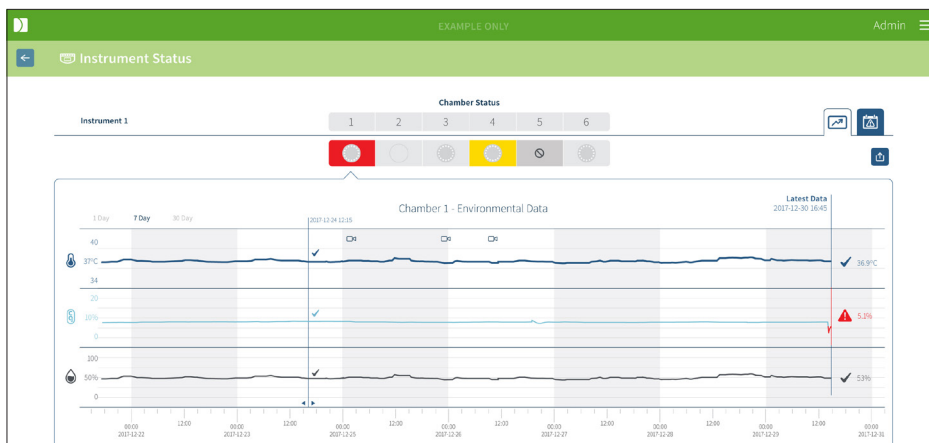 EXAMPLE ONLY
Admin
Instrument Status
Chamber Status
Instrument 1
1 2 3 4 5 6
Latest Data
2017-12-30 16:45
Chamber 1 - Environmental Data
1 Day 7 Day 30 Day
2017-12-24 12:15
40
37°C
36.9°C
34
20
10%
5.1%
0
100
50%
53%
0
00:00 12:00 00:00 12:00 00:00 12:00 00:00 12:00 00:00 12:00 00:00 12:00 00:00 12:00 00:00
2017-12-22 2017-12-23 2017-12-25 2017-12-26 2017-12-27 2017-12-28 2017-12-29 2017-12-31